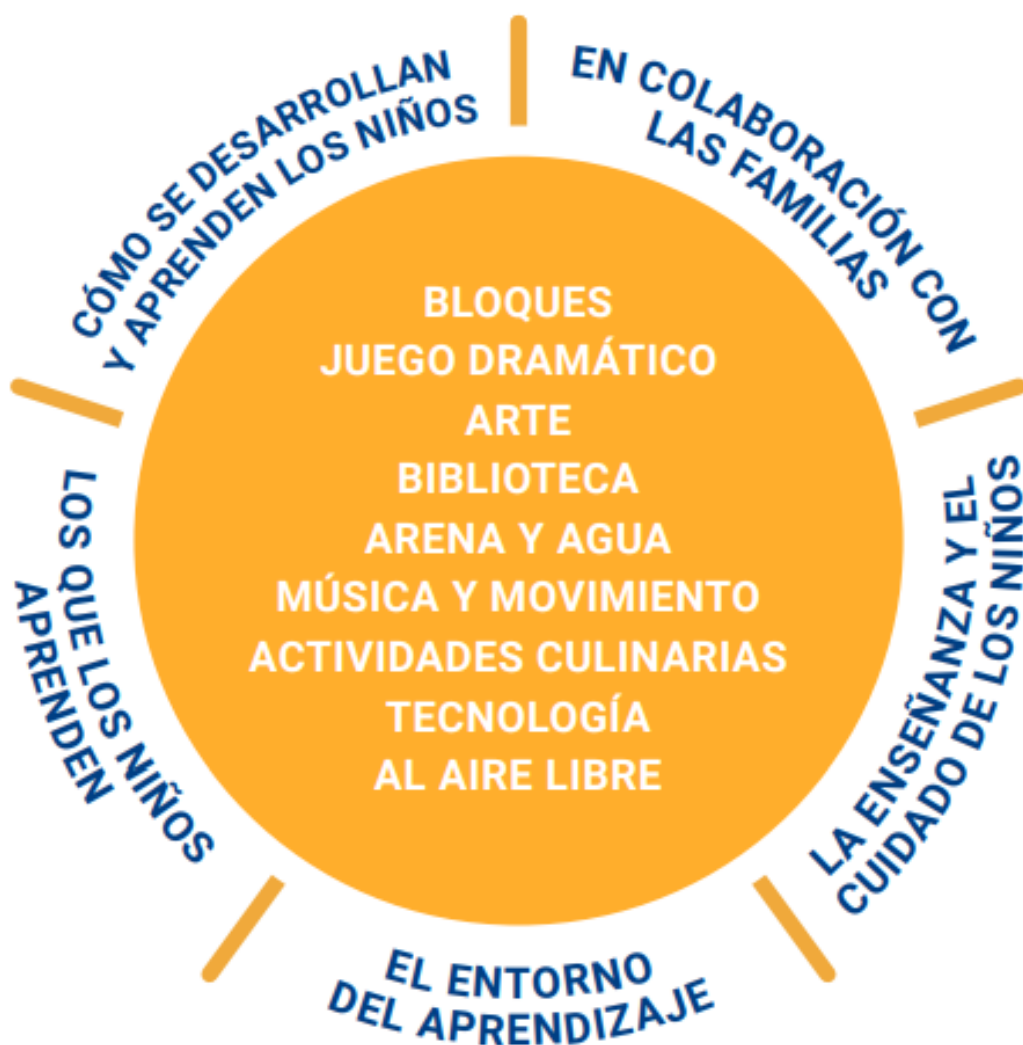 CÓMO SE DESARROLLAN
Y APRENDEN LOS NIÑOS
EN COLABORACIÓN CON
LAS FAMILIAS
LA ENSEÑANZA Y EL
CUIDADO DE LOS NIÑOS
EL ENTORNO
DEL APRENDIZAJE
LOS QUE LOS NIÑOS
APRENDEN
BLOQUES
JUEGO DRAMÁTICO
ARTE
BIBLIOTECA
ARENA Y AGUA
MÚSICA Y MOVIMIENTO
ACTIVIDADES CULINARIAS
TECNOLOGÍA
AL AIRE LIBRE